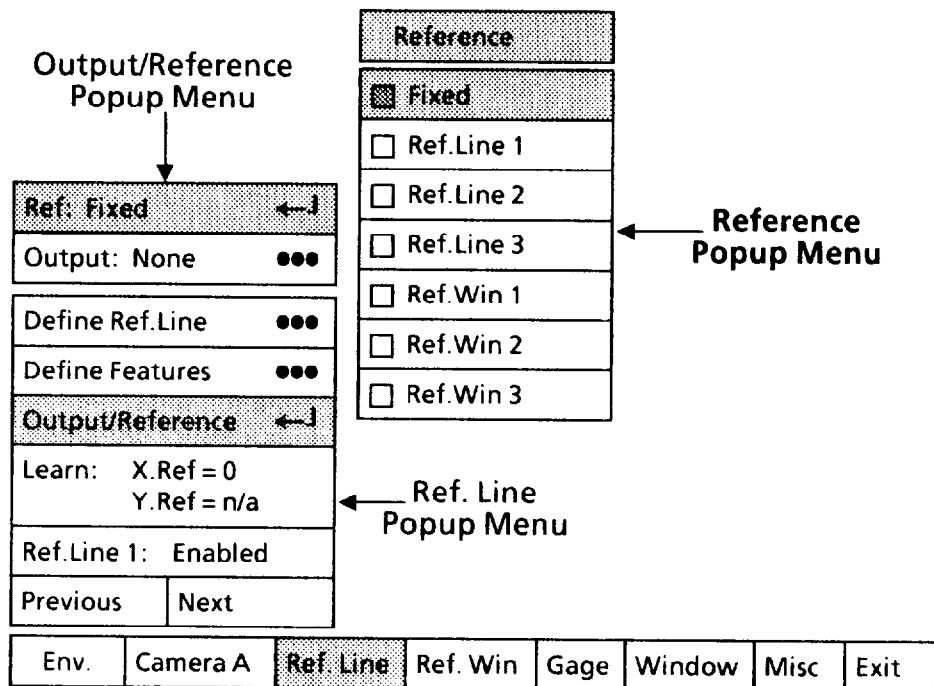 Output/Reference
Popup Menu
Reference
Fixed
Ref.Line 1
Ref.Line 2
Ref.Line 3
Ref.Win 1
Ref.Win 2
Ref.Win 3
Reference
Popup Menu
Ref: Fixed
Output: None
Define Ref.Line
Define Features
Output/Reference
Learn: X.Ref = 0
Y.Ref = n/a
Ref.Line 1: Enabled
Previous Next
Ref. Line
Popup Menu
Env. Camera A Ref. Line Ref. Win Gage Window Misc Exit